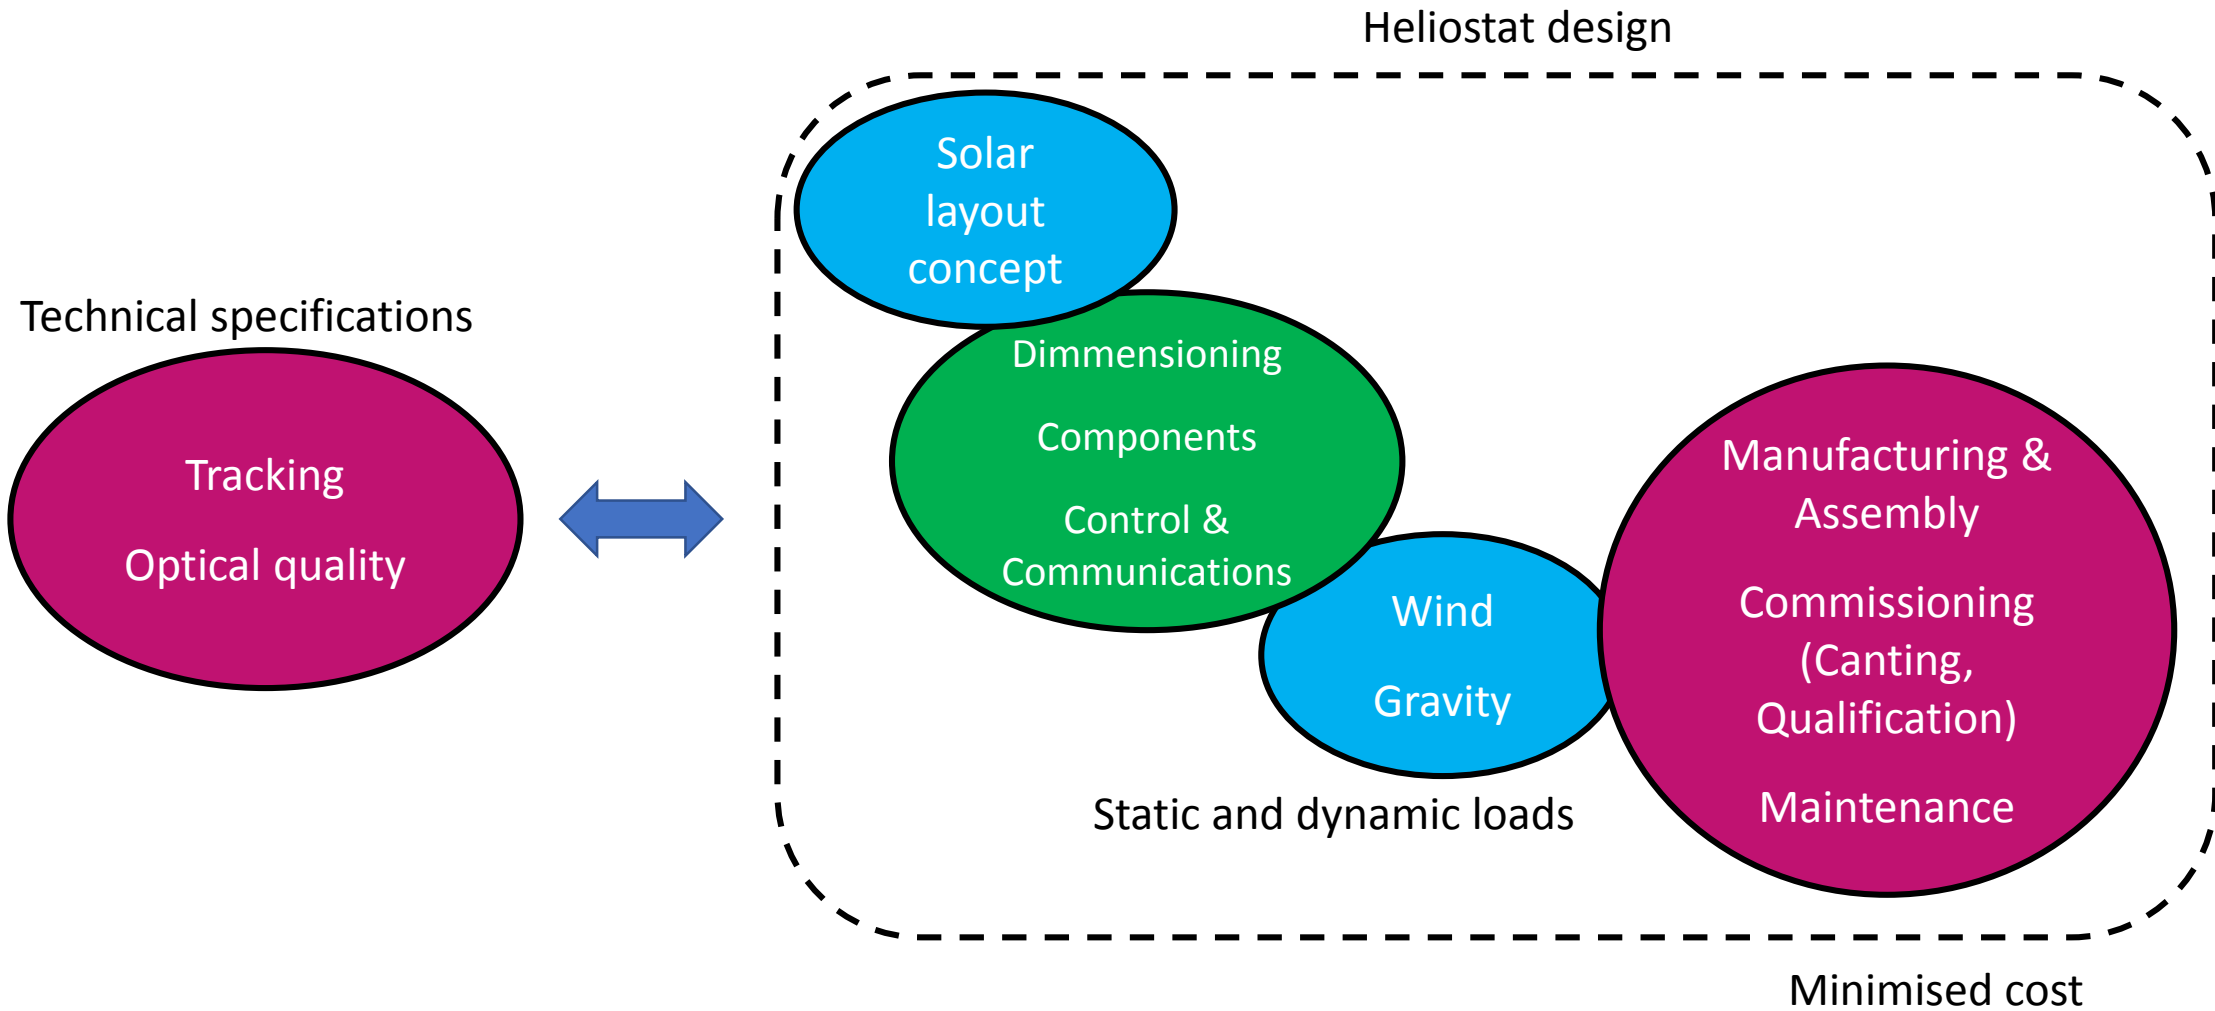 Heliostat design
Solar
layout
concept
Technical specifications
Tracking
Optical quality
Dimmensioning
Components
Control &
Communications
Wind
Gravity
Static and dynamic loads
Manufacturing &
Assembly
Commissioning
(Canting,
Qualification)
Maintenance
Minimised cost